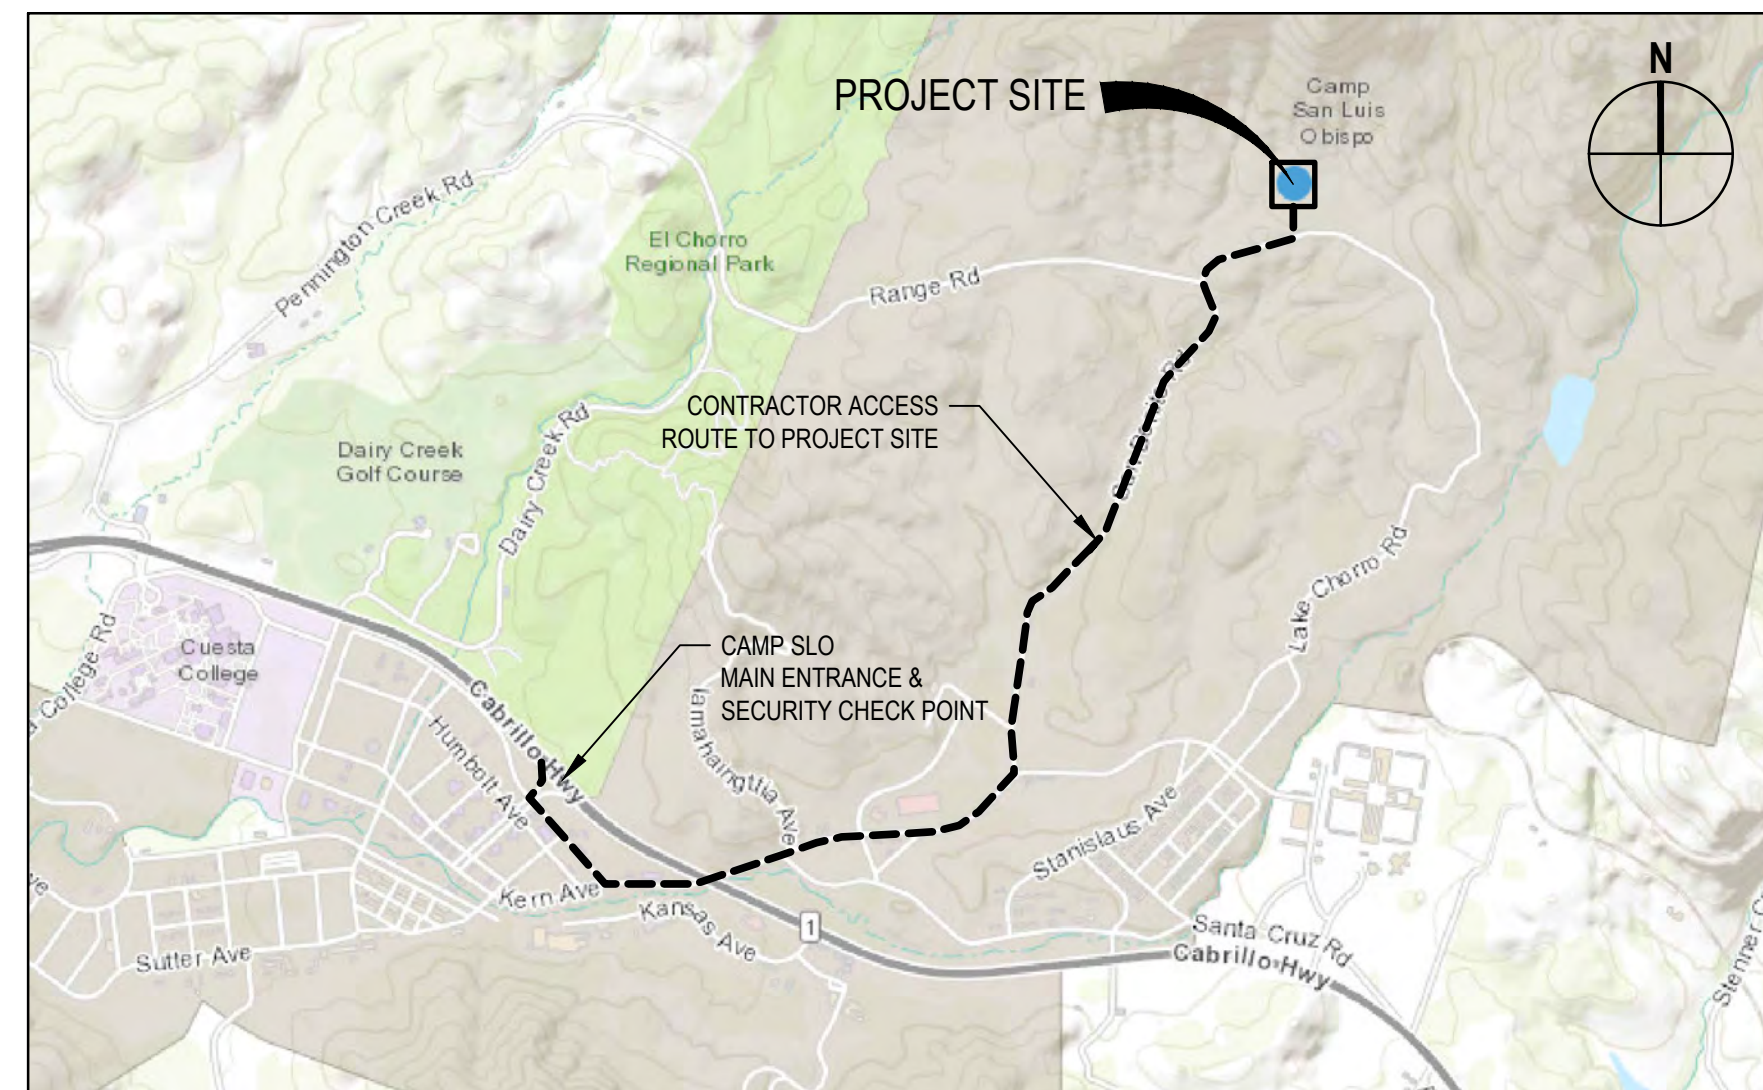 N
PROJECT SITE
Camp
San Luis
Obispo
Pennington Creek Rd
El Chorro
Regional Park
Range Rd
CONTRACTOR ACCESS
ROUTE TO PROJECT SITE
Dairy Creek
Golf Course
Dairy Creek Rd
Lake Chorro Rd
Cuesta
College
College Rd
CAMP SLO
MAIN ENTRANCE &
SECURITY CHECK POINT
Cabrillo Hwy
Humbolt Ave
Stanislaus Ave
Kern Ave
Kansas Ave
1
Santa Cruz Rd
Cabrillo Hwy
Sutter Ave
Stenner